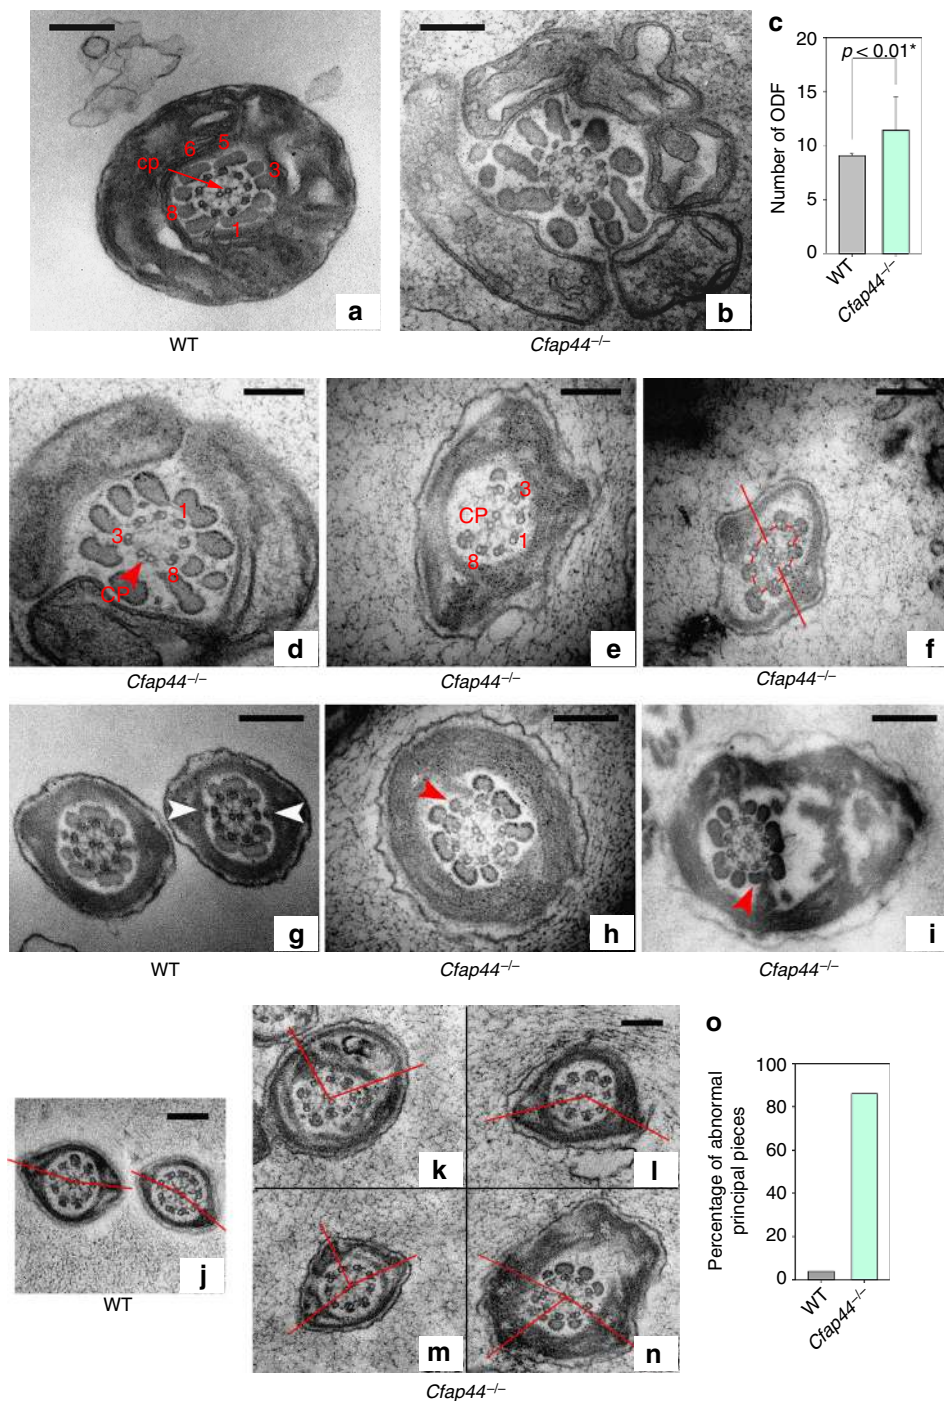 6
5
cp
3
8
1
a
WT
b
Cfap44–/–
c
20
15
10
5
0
Number of ODF
p < 0.01*
WT
Cfap44–/–
1
3
8
CP
d
Cfap44–/–
3
CP
1
8
e
Cfap44–/–
f
Cfap44–/–
g
WT
h
Cfap44–/–
i
Cfap44–/–
j
WT
k
l
m
n
Cfap44–/–
o
100
80
60
40
20
0
Percentage of abnormal
principal pieces
WT
Cfap44–/–